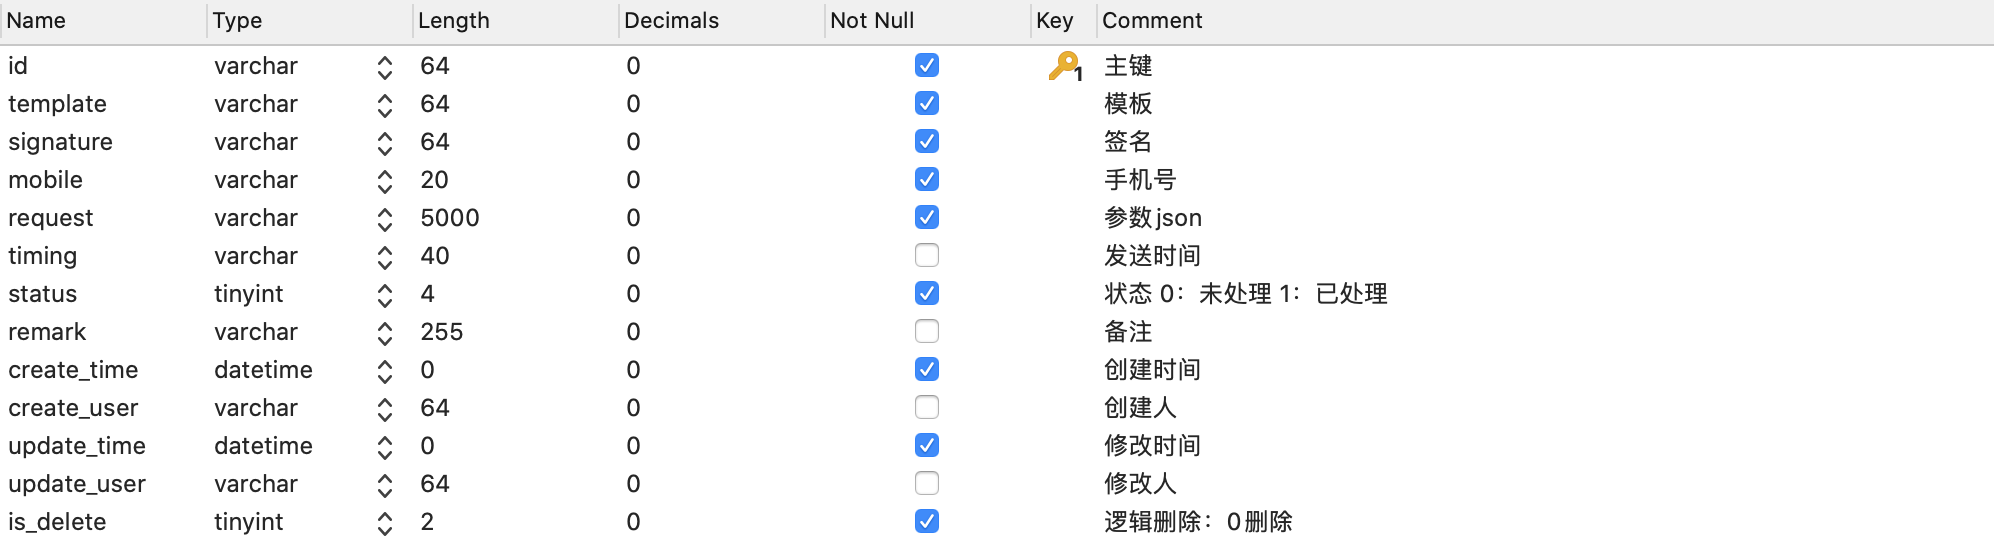 Name Type Length Decimals Not Null Key Comment
id varchar 64 0 1 主键
template varchar 64 0 模板
signature varchar 64 0 签名
mobile varchar 20 0 手机号
request varchar 5000 0 参数json
timing varchar 40 0 发送时间
status tinyint 4 0 状态 0：未处理 1：已处理
remark varchar 255 0 备注
create_time datetime 0 0 创建时间
create_user varchar 64 0 创建人
update_time datetime 0 0 修改时间
update_user varchar 64 0 修改人
is_delete tinyint 2 0 逻辑删除：0删除